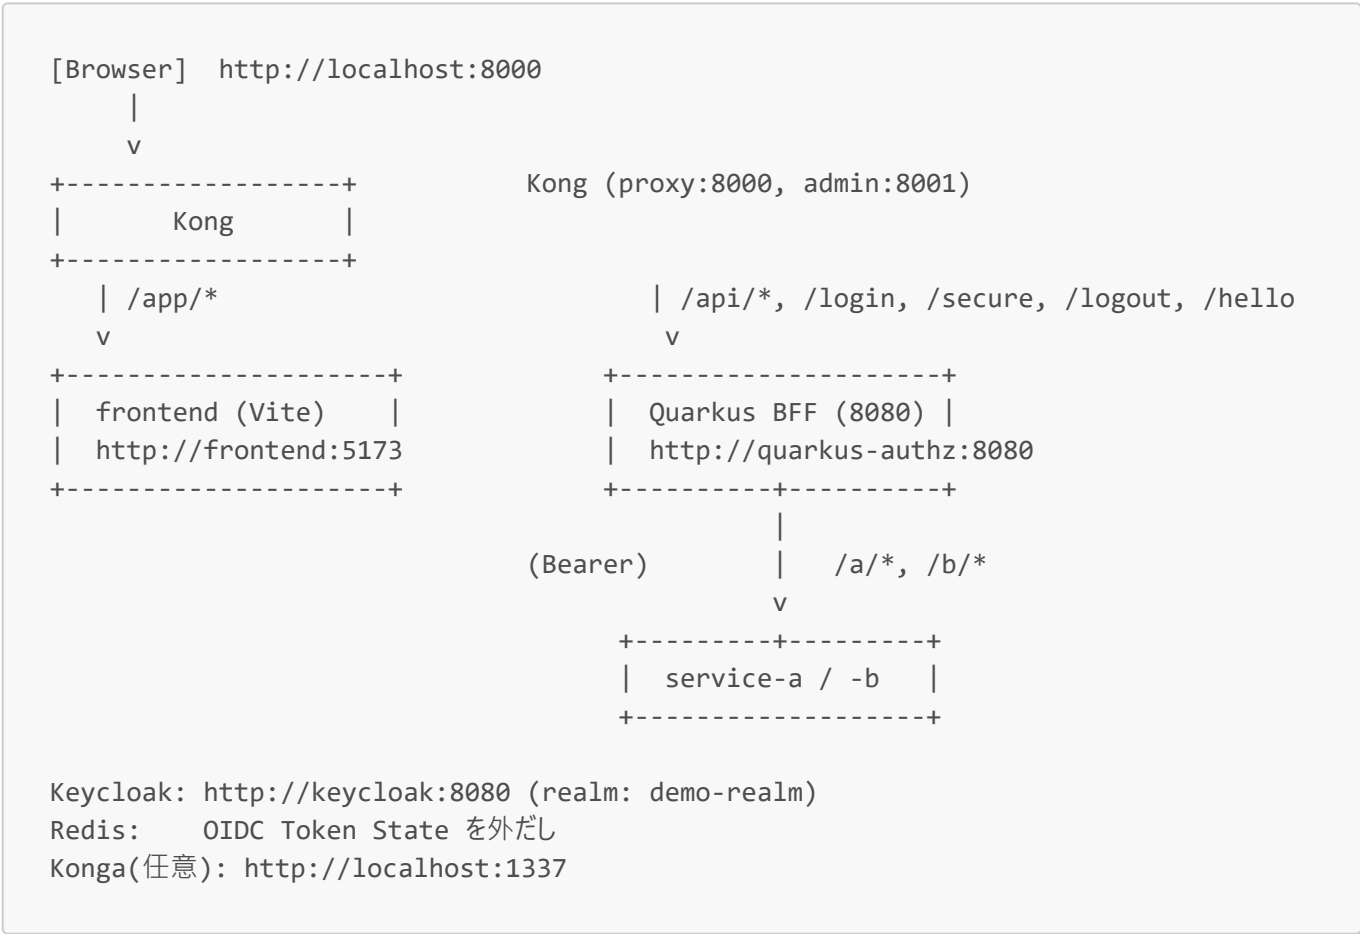 [Browser]  http://localhost:8000
     |
     v
+------------------+           Kong (proxy:8000, admin:8001)
|       Kong       |
+------------------+
   | /app/*                            | /api/*, /login, /secure, /logout, /hello
   v                                    v
+---------------------+             +---------------------+
|  frontend (Vite)    |             |  Quarkus BFF (8080) |
|  http://frontend:5173             |  http://quarkus-authz:8080
+---------------------+             +----------+----------+
                                               |
                               (Bearer)        |   /a/*, /b/*
                                               v
                                     +---------+---------+
                                     |  service-a / -b   |
                                     +-------------------+
Keycloak: http://keycloak:8080 (realm: demo-realm)
Redis:    OIDC Token State を外だし
Konga(任意): http://localhost:1337